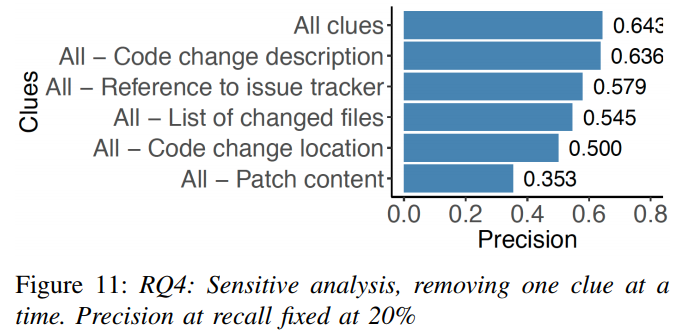 All clues 0.643
All − Code change description 0.636
All − Reference to issue tracker 0.579
All − List of changed files 0.545
All − Code change location 0.500
All − Patch content 0.353
Clues
0.0 0.2 0.4 0.6 0.8
Precision
Figure 11: RQ4: Sensitive analysis, removing one clue at a
time. Precision at recall fixed at 20%